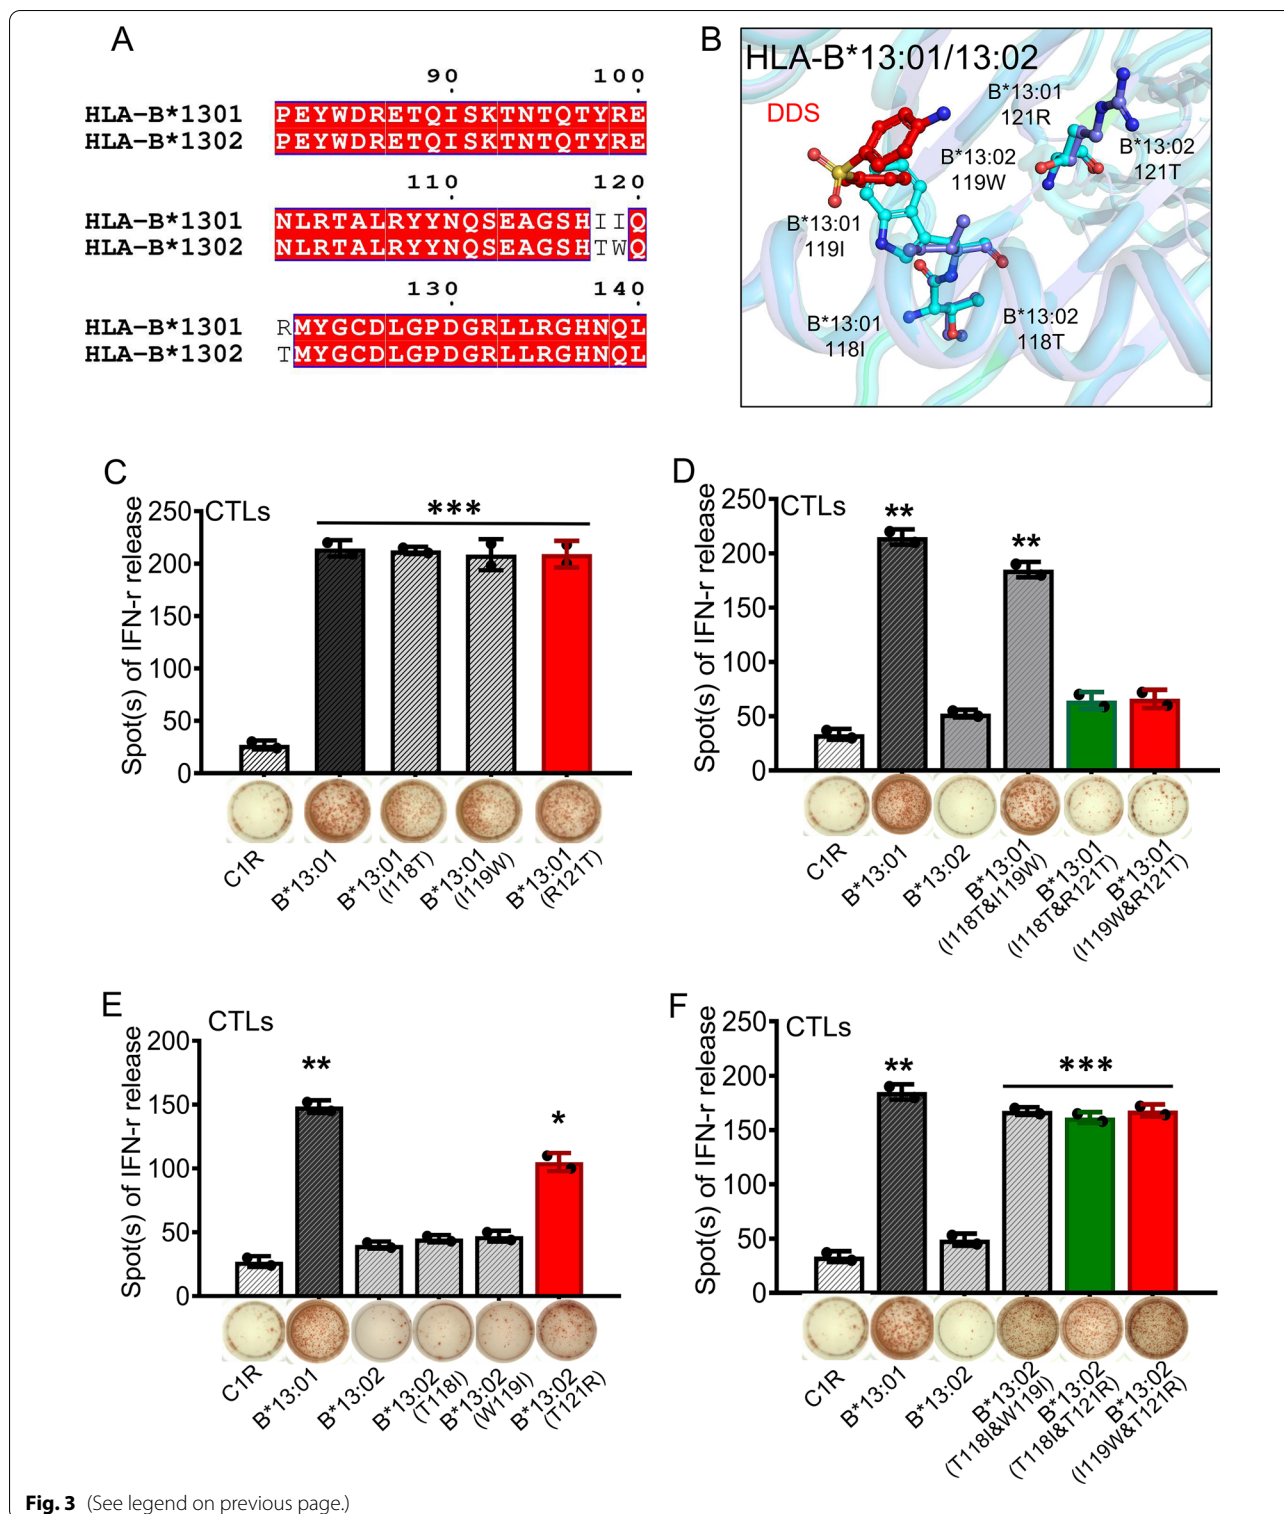 A
90 100
HLA-B*1301 PEYWDRETQISKTNTQTYRE
HLA-B*1302 PEYWDRETQISKTNTQTYRE
110 120
HLA-B*1301 NLRTALRYYNQSEAGSHIIQ
HLA-B*1302 NLRTALRYYNQSEAGSHTWQ
130 140
HLA-B*1301 RMYGCDLGPDGRLLRGHNQL
HLA-B*1302 TMYGCDLGPDGRLLRGHNQL
B
HLA-B*13:01/13:02
DDS
B*13:01
121R
B*13:02
119W
B*13:02
121T
B*13:01
119I
B*13:01
118I
B*13:02
118T
C
CTLs
***
Spot(s) of IFN-r release
250
200
150
100
50
0
C1R
B*13:01
B*13:01
(I118T)
B*13:01
(I119W)
B*13:01
(R121T)
D
CTLs
**
**
Spot(s) of IFN-r release
250
200
150
100
50
0
C1R
B*13:01
B*13:02
B*13:01
(I118T&I119W)
B*13:01
(I118T&R121T)
B*13:01
(I119W&R121T)
E
CTLs
**
*
Spot(s) of IFN-r release
200
150
100
50
0
C1R
B*13:01
B*13:02
B*13:02
(T118I)
B*13:02
(W119I)
B*13:02
(T121R)
F
CTLs
**
***
Spot(s) of IFN-r release
250
200
150
100
50
0
C1R
B*13:01
B*13:02
B*13:02
(T118I&W119I)
B*13:02
(T118I&T121R)
B*13:02
(I119W&T121R)
Fig. 3 (See legend on previous page.)